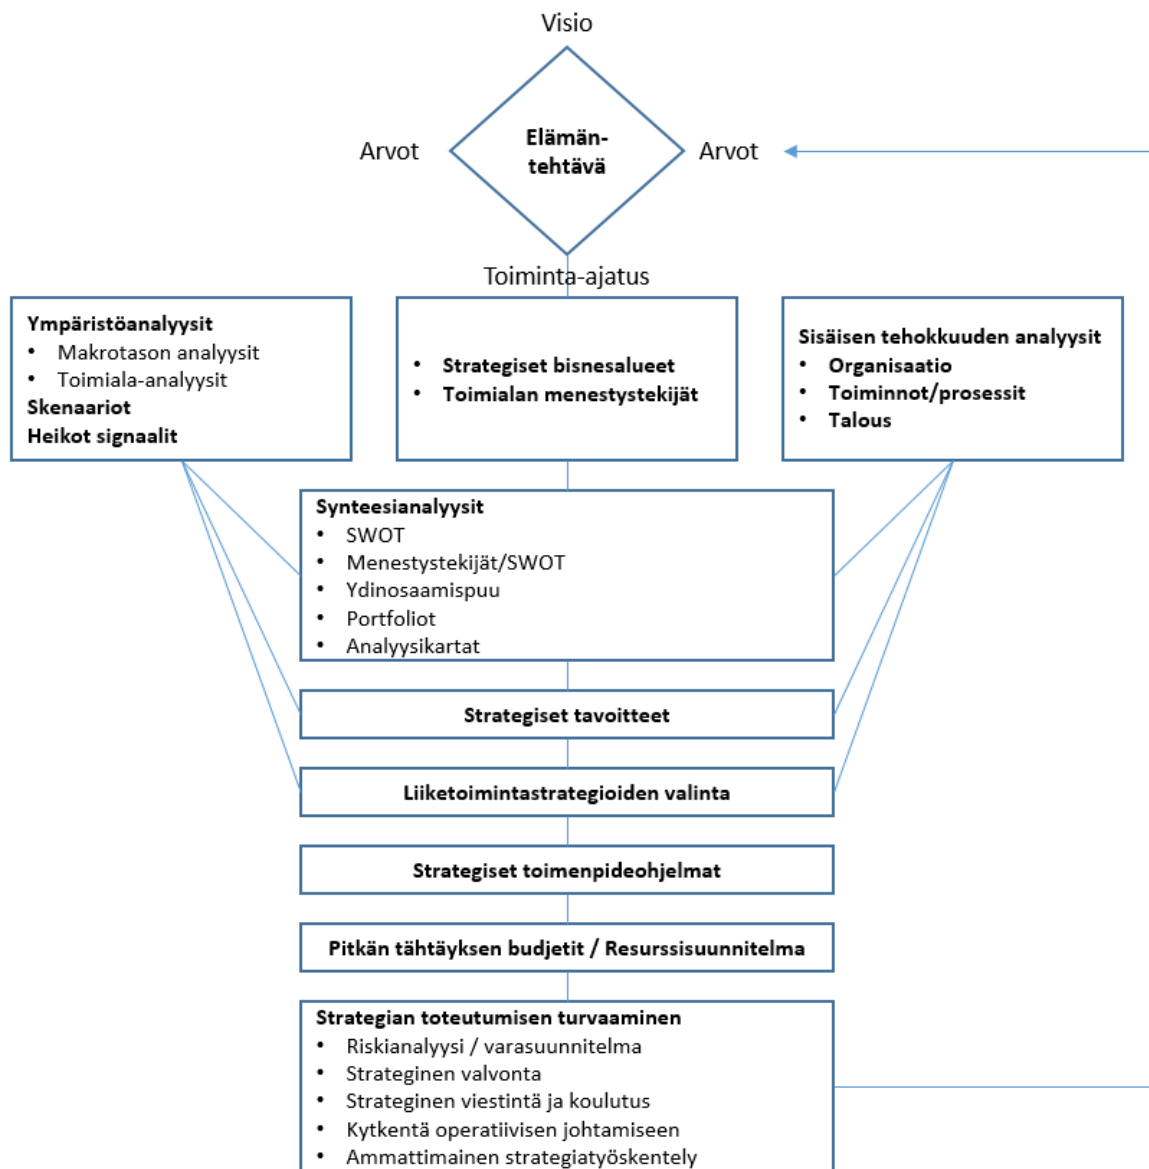 Visio
Elämän-
tehtävä
Arvot
Arvot
Toiminta-ajatus
Ympäristöanalyysit
• Makrotason analyysit
• Toimiala-analyysit
Skenaariot
Heikot signaalit
• Strategiset bisnesalueet
• Toimialan menestystekijät
Sisäisen tehokkuuden analyysit
• Organisaatio
• Toiminnot/prosessit
• Talous
Synteesianalyysit
• SWOT
• Menestystekijät/SWOT
• Ydinosaamispuu
• Portfoliot
• Analyysikartat
Strategiset tavoitteet
Liiketoimintastrategioiden valinta
Strategiset toimenpideohjelmat
Pitkän tähtäyksen budjetit / Resurssisuunnitelma
Strategian toteutumisen turvaaminen
• Riskianalyysi / varasuunnitelma
• Strateginen valvonta
• Strateginen viestintä ja koulutus
• Kytkentä operatiivisen johtamiseen
• Ammattimainen strategiatyöskentely